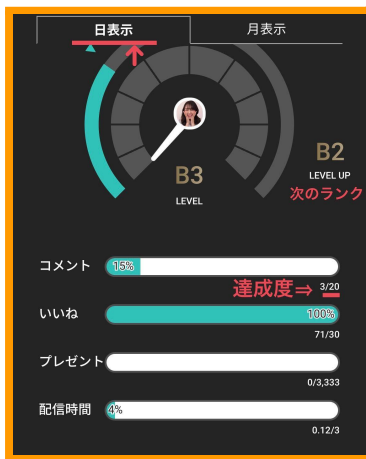 日表示
月表示
B3
LEVEL
B2
LEVEL UP
次のランク
コメント
15%
達成度⇒ 3/20
いいね
100%
71/30
プレゼント
0/3,333
配信時間
4%
0.12/3